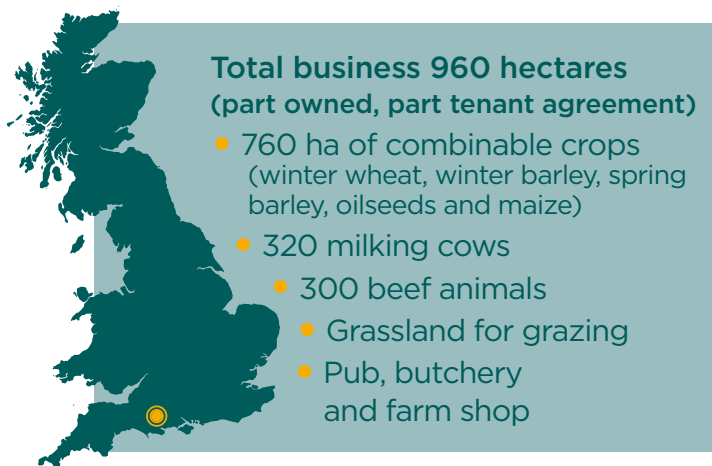 Total business 960 hectares
(part owned, part tenant agreement)
760 ha of combinable crops
(winter wheat, winter barley, spring
barley, oilseeds and maize)
320 milking cows
300 beef animals
Grassland for grazing
Pub, butchery
and farm shop